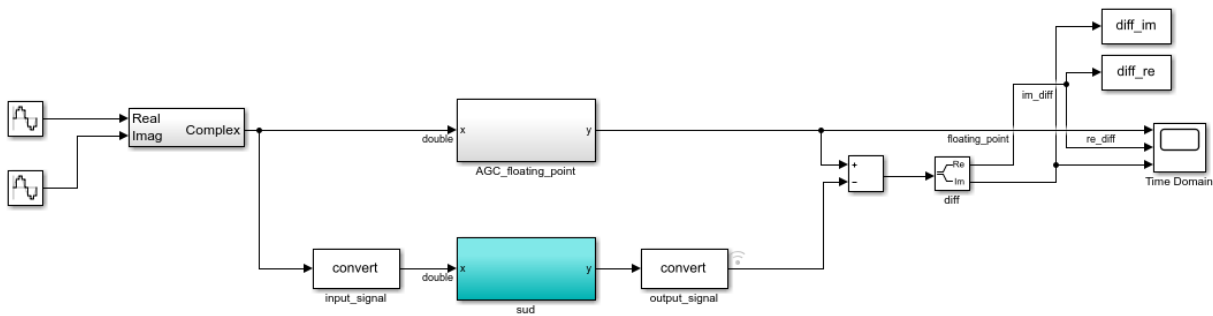 diff_im
diff_re
im_diff
Real
Imag
Complex
double
x
y
AGC_floating_point
floating_point
re_diff
Time Domain
+
−
Re
Im
diff
convert
input_signal
double
x
y
sud
convert
output_signal